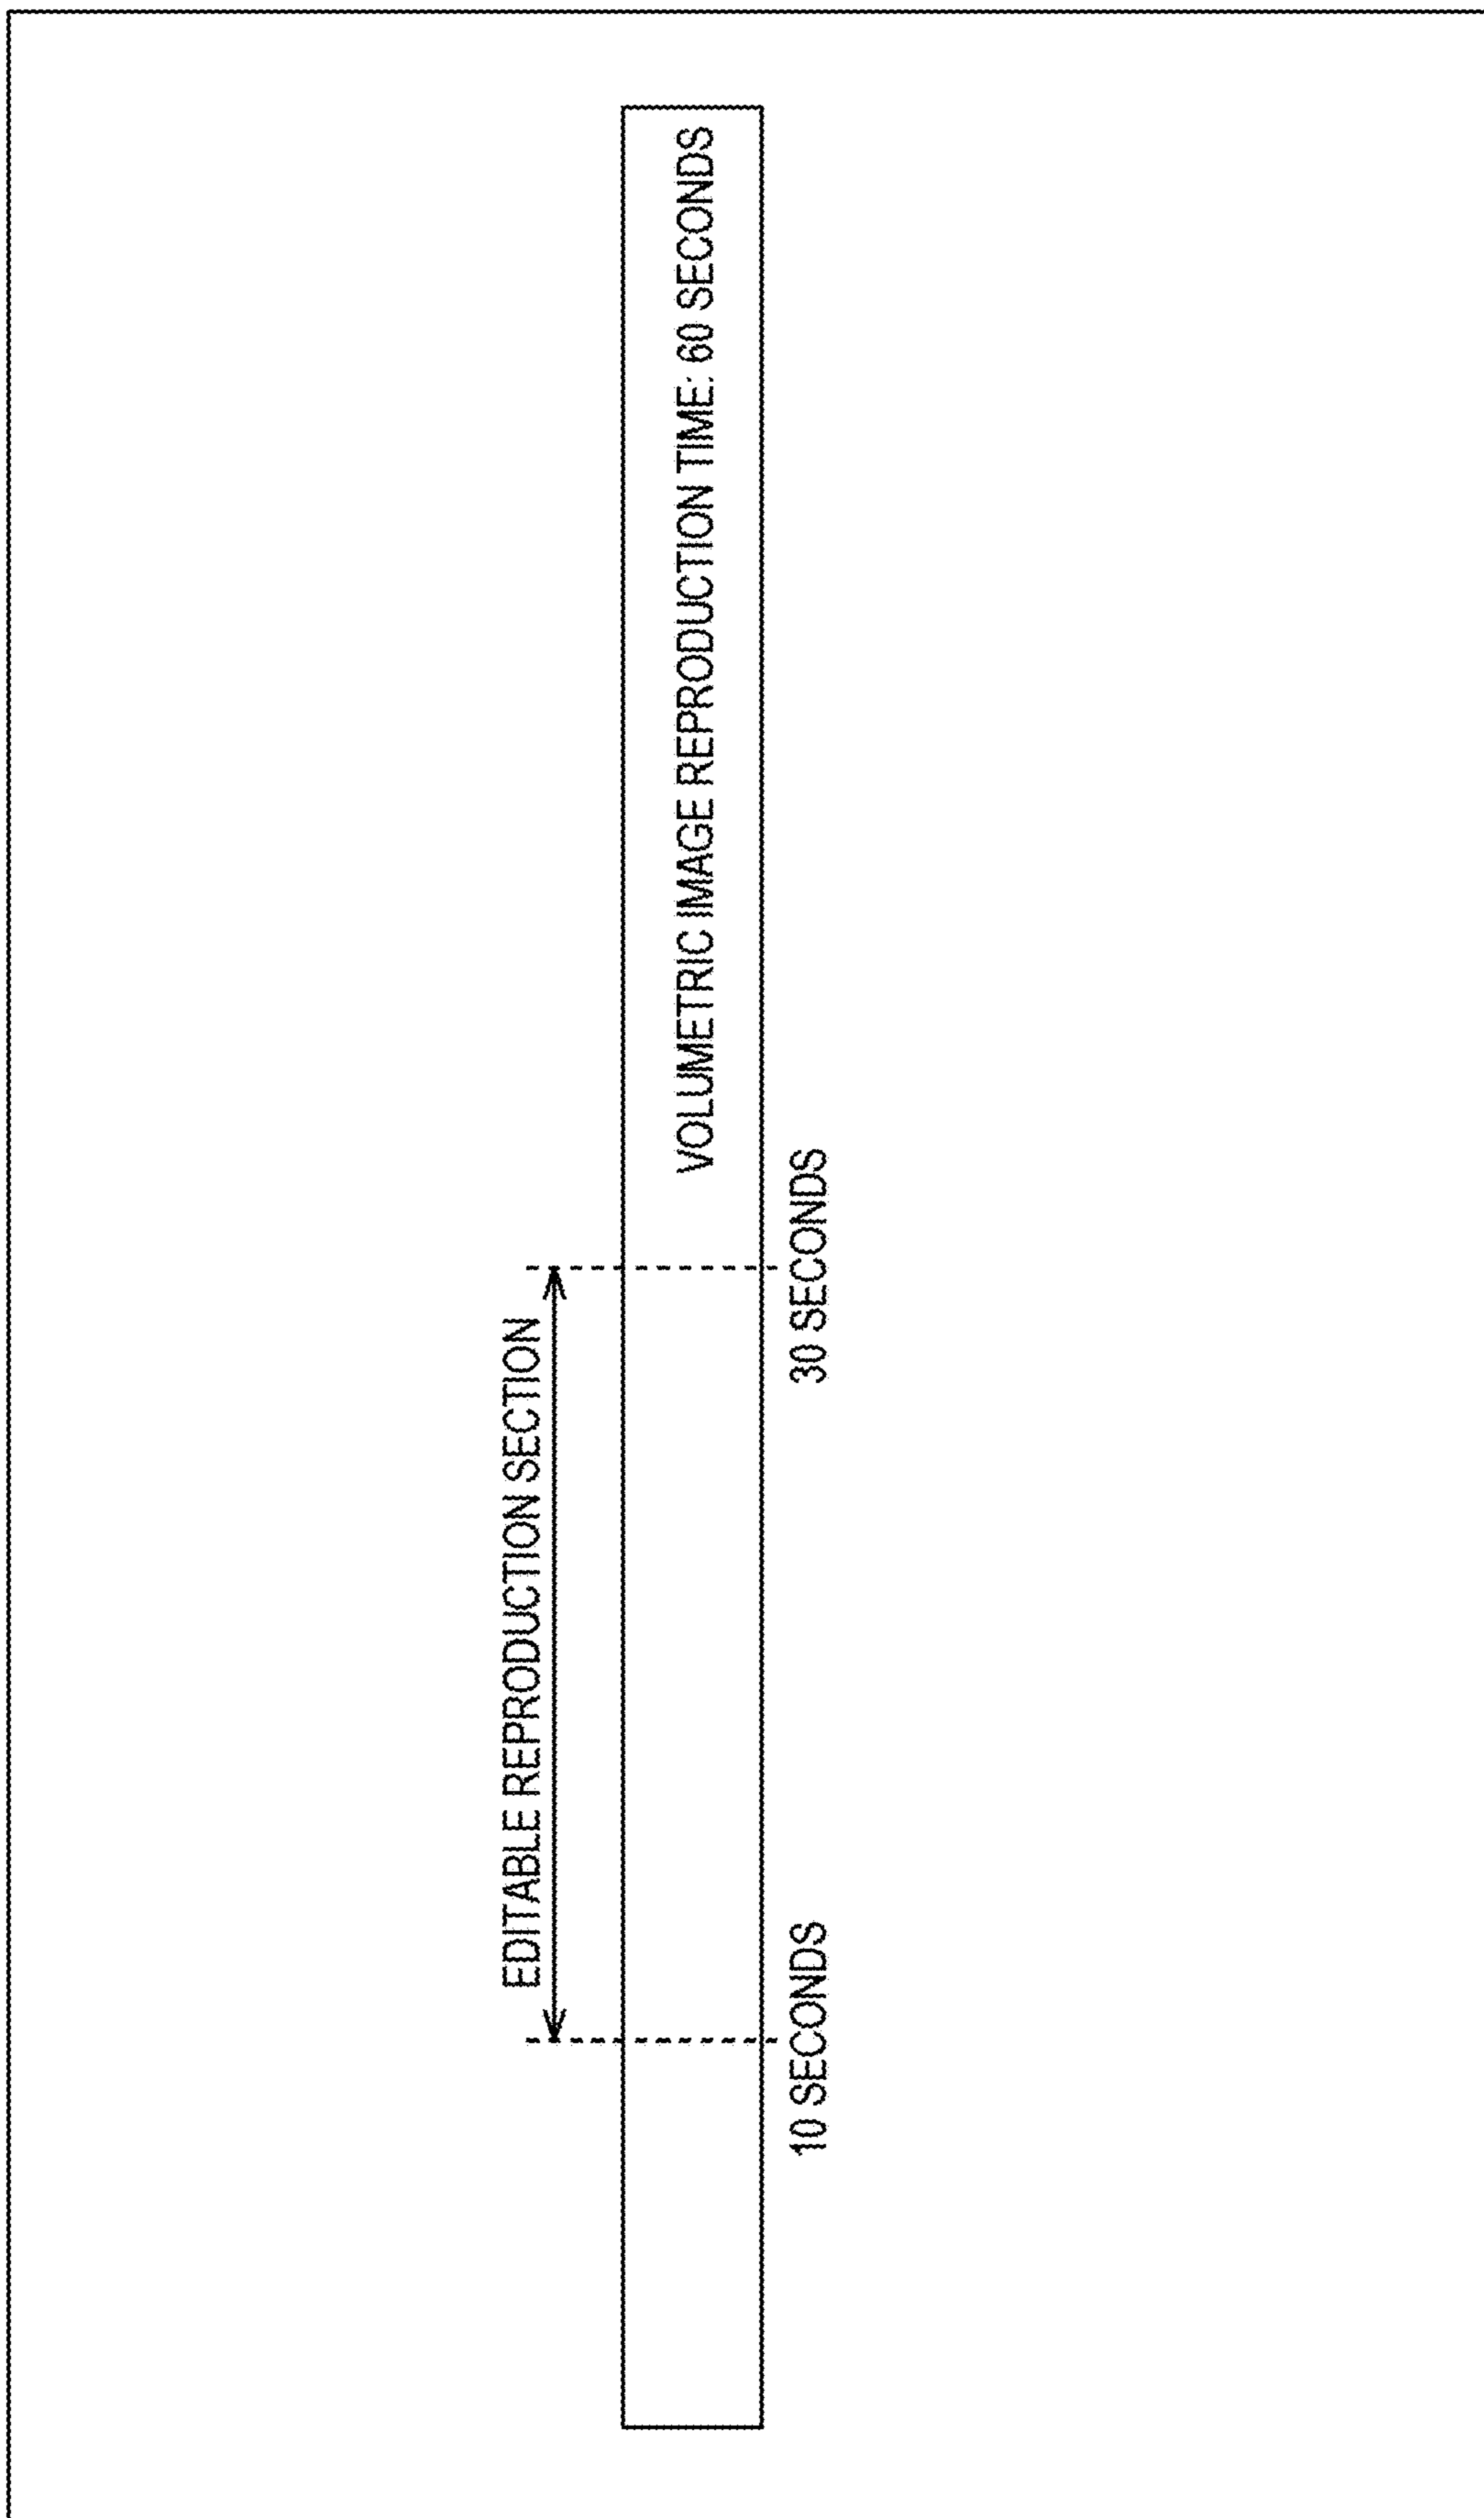 EDITABLE REPRODUCTION SECTION
VOLUMETRIC IMAGE REPRODUCTION TIME: 60 SECONDS
10 SECONDS
30 SECONDS